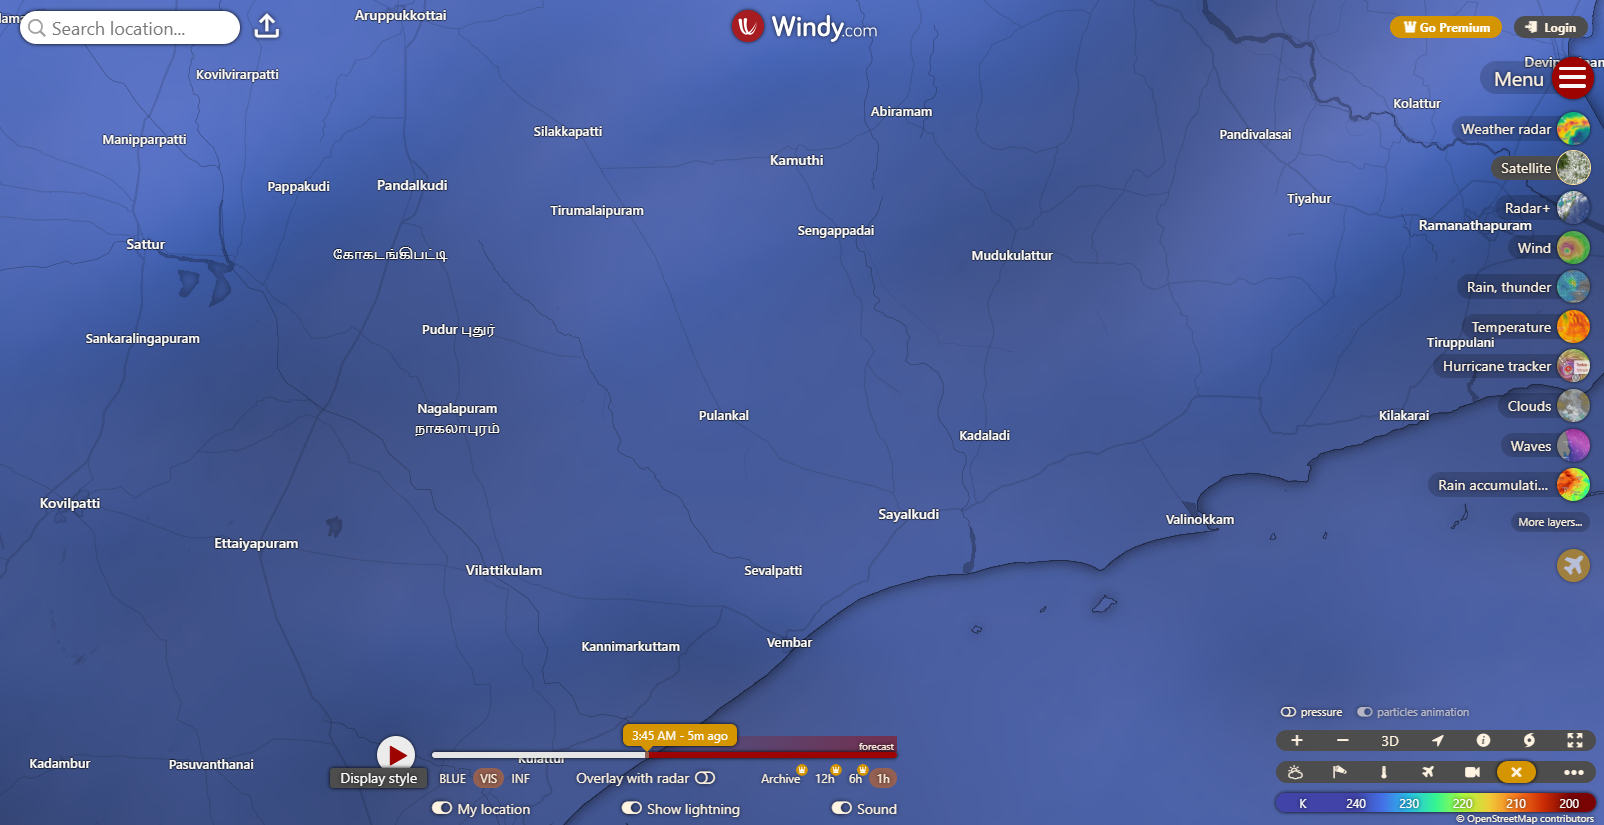 Aruppukkottai
Search location...
Windy.com
Go Premium
Login
Kovilvirarpatti
Menu
Abiramam
Kolattur
Manipparpatti
Silakkapatti
Pandivalasai
Weather radar
Kamuthi
Satellite
Pappakudi
Pandalkudi
Tirumalaipuram
Tiyahur
Radar+
Sattur
Sengappadai
Ramanathapuram
கோகடங்கிபட்டி
Mudukulattur
Wind
Rain, thunder
Sankaralingapuram
Pudur புதுர்
Temperature
Tiruppulani
Hurricane tracker
Nagalapuram
நாகலாபுரம்
Pulankal
Kilakarai
Clouds
Kadaladi
Waves
Rain accumulati...
Kovilpatti
Sayalkudi
Valinokkam
More layers...
Ettaiyapuram
Vilattikulam
Sevalpatti
Kannimarkuttam
Vembar
pressure
particles animation
3:45 AM - 5m ago
forecast
3D
Kadambur
Pasuvanthanai
Kulattur
Display style
BLUE VIS INF
Overlay with radar
Archive 12h 6h 1h
My location
Show lightning
Sound
K 240 230 220 210 200
© OpenStreetMap contributors